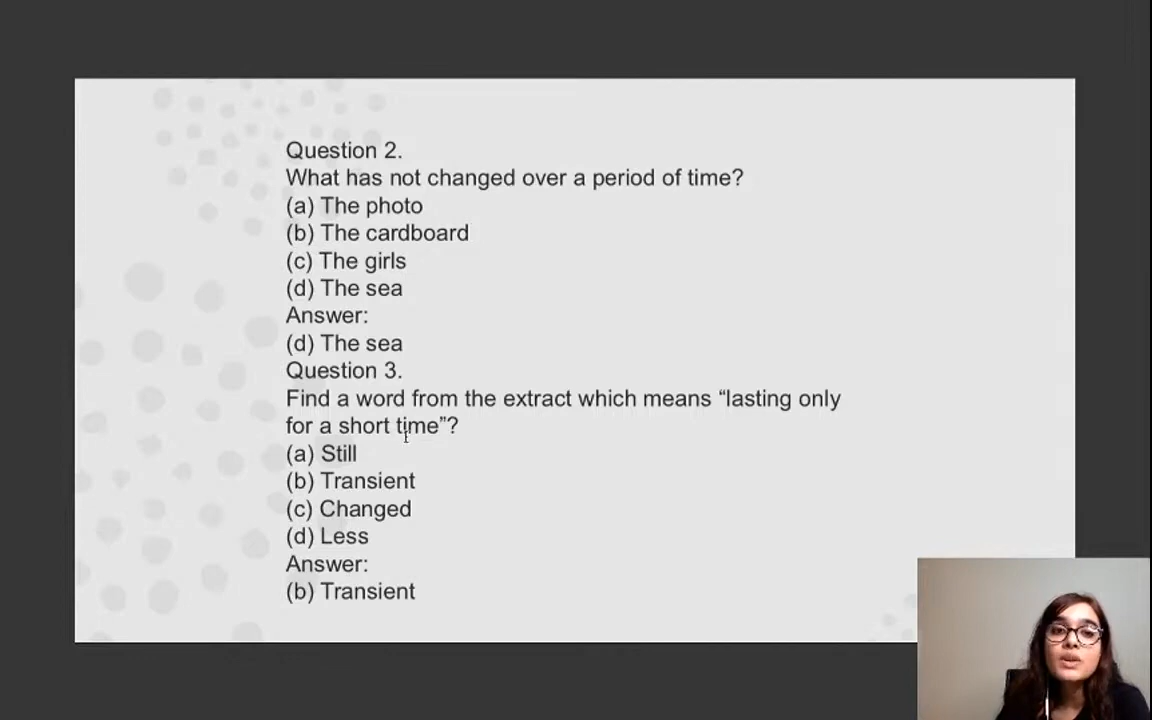 Question 2.
What has not changed over a period of time?
(a) The photo
(b) The cardboard
(c) The girls
(d) The sea
Answer:
(d) The sea
Question 3.
Find a word from the extract which means “lasting only
for a short time”?
(a) Still
(b) Transient
(c) Changed
(d) Less
Answer:
(b) Transient